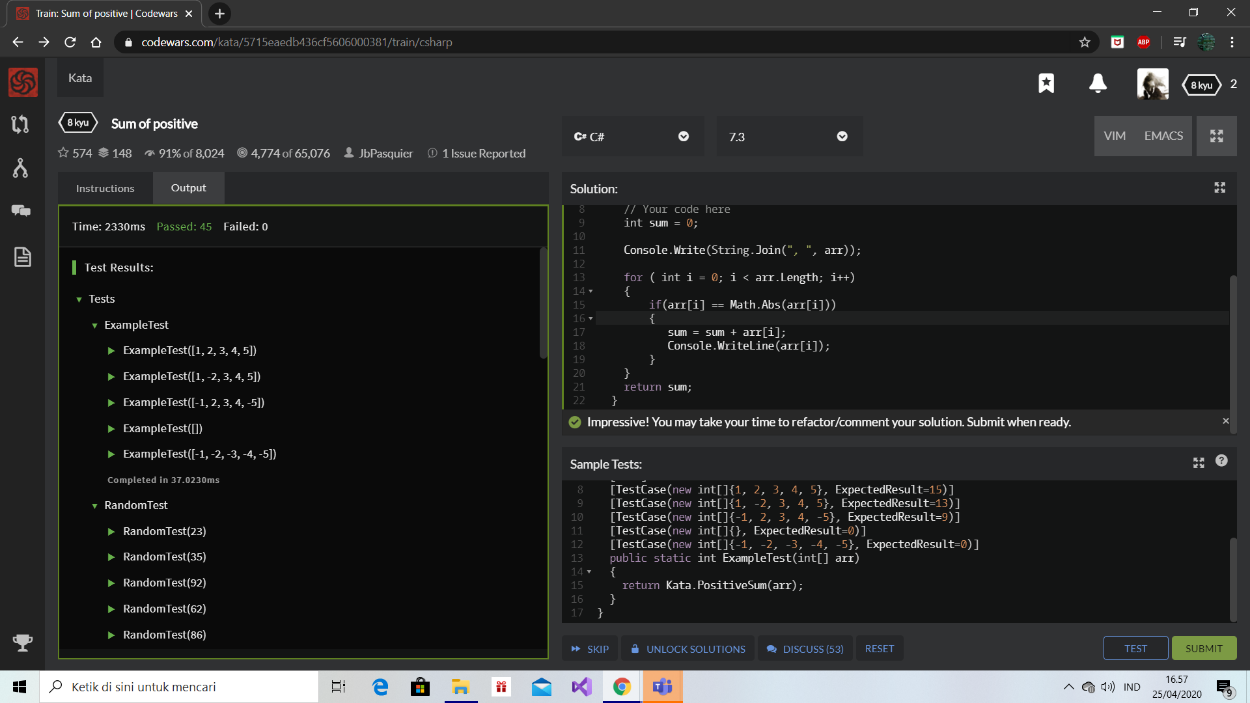 Train: Sum of positive | Codewars
codewars.com/kata/5715eaedb436cf5606000381/train/csharp
ABP
Kata
8 kyu
2
8 kyu
Sum of positive
574 148 91% of 8,024 4,774 of 65,076 JbPasquier 1 Issue Reported
C# C#
7.3
VIM EMACS
Instructions Output
Time: 2330ms Passed: 45 Failed: 0
Test Results:
Tests
ExampleTest
ExampleTest([1, 2, 3, 4, 5])
ExampleTest([1, -2, 3, 4, 5])
ExampleTest([-1, 2, 3, 4, -5])
ExampleTest([])
ExampleTest([-1, -2, -3, -4, -5])
Completed in 37.0230ms
RandomTest
RandomTest(23)
RandomTest(35)
RandomTest(92)
RandomTest(62)
RandomTest(86)
Solution:
8 // Your code here
9 int sum = 0;
10
11 Console.Write(String.Join(", ", arr));
12
13 for ( int i = 0; i < arr.Length; i++)
14 {
15 if(arr[i] == Math.Abs(arr[i]))
16 {
17 sum = sum + arr[i];
18 Console.WriteLine(arr[i]);
19 }
20 }
21 return sum;
22 }
Impressive! You may take your time to refactor/comment your solution. Submit when ready.
Sample Tests:
8 [TestCase(new int[]{1, 2, 3, 4, 5}, ExpectedResult=15)]
9 [TestCase(new int[]{1, -2, 3, 4, 5}, ExpectedResult=13)]
10 [TestCase(new int[]{-1, 2, 3, 4, -5}, ExpectedResult=9)]
11 [TestCase(new int[]{}, ExpectedResult=0)]
12 [TestCase(new int[]{-1, -2, -3, -4, -5}, ExpectedResult=0)]
13 public static int ExampleTest(int[] arr)
14 {
15 return Kata.PositiveSum(arr);
16 }
17 }
SKIP UNLOCK SOLUTIONS DISCUSS (53) RESET
TEST SUBMIT
Ketik di sini untuk mencari
IND
16.57
25/04/2020
9